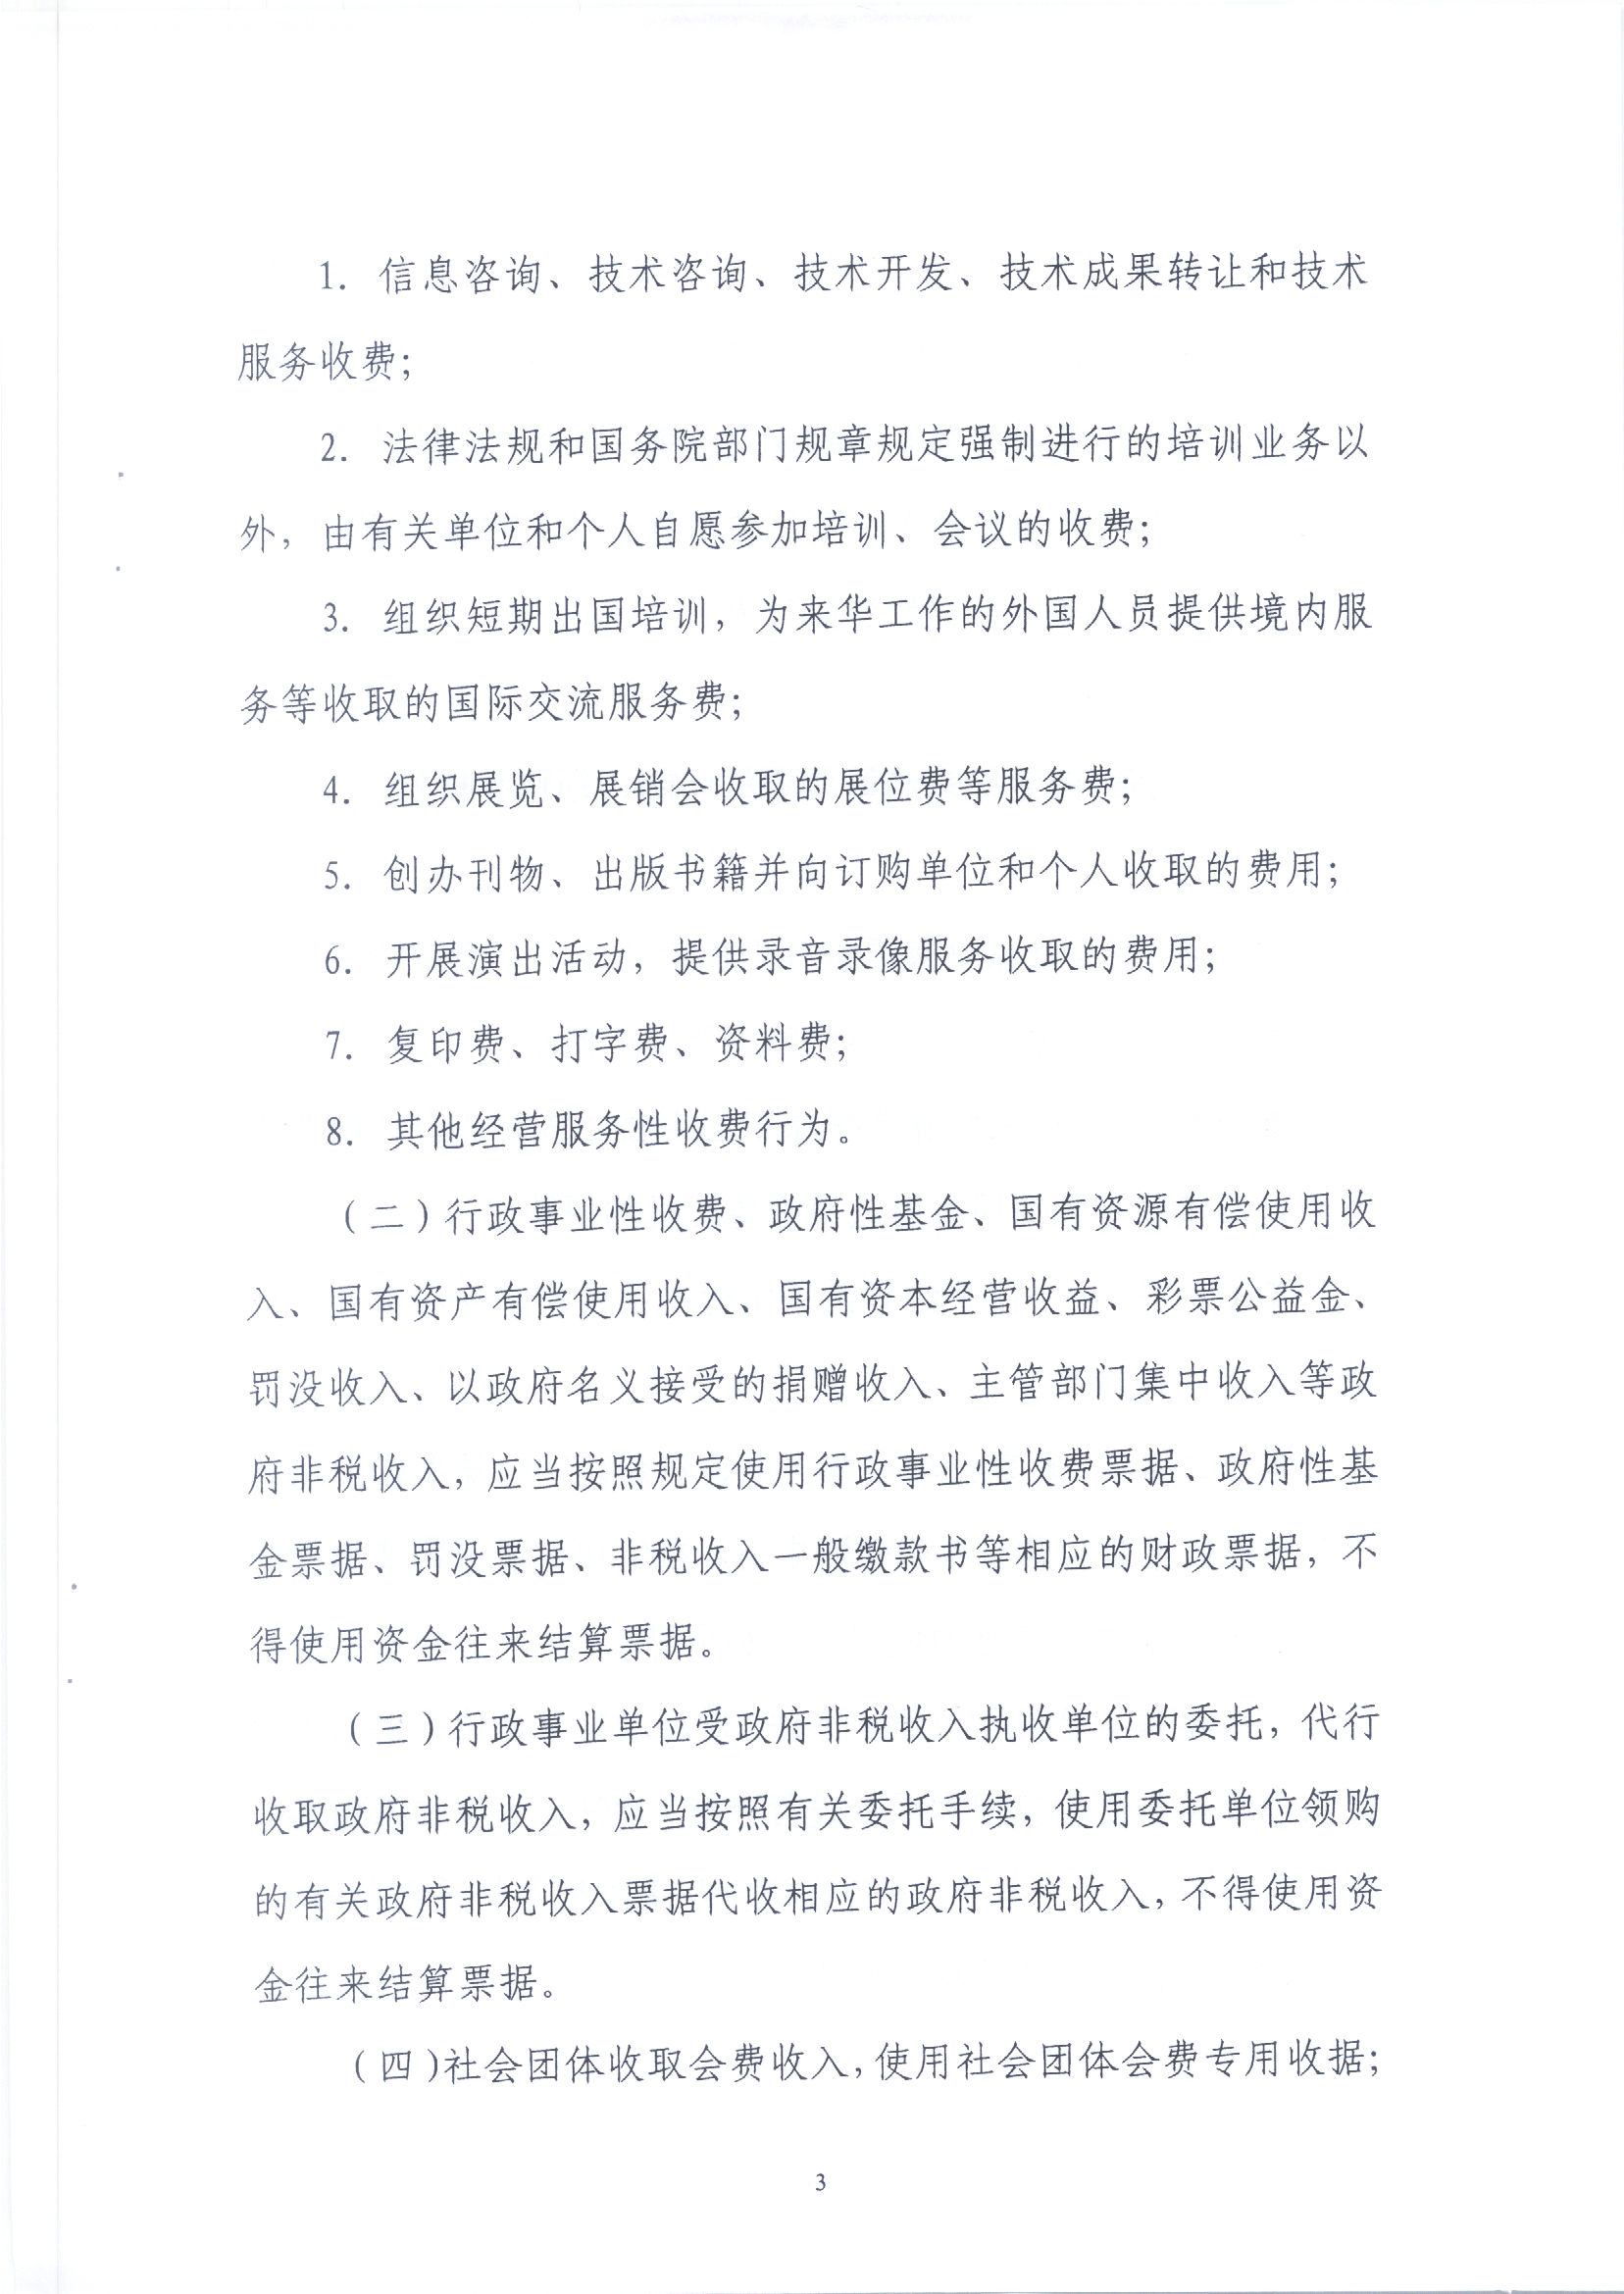 1. 信息咨询、技术咨询、技术开发、技术成果转让和技术
服务收费；
2. 法律法规和国务院部门规章规定强制进行的培训业务以
外，由有关单位和个人自愿参加培训、会议的收费；
3. 组织短期出国培训，为来华工作的外国人员提供境内服
务等收取的国际交流服务费；
4. 组织展览、展销会收取的展位费等服务费；
5. 创办刊物、出版书籍并向订购单位和个人收取的费用；
6. 开展演出活动，提供录音录像服务收取的费用；
7. 复印费、打字费、资料费；
8. 其他经营服务性收费行为。
（二）行政事业性收费、政府性基金、国有资源有偿使用收
入、国有资产有偿使用收入、国有资本经营收益、彩票公益金、
罚没收入、以政府名义接受的捐赠收入、主管部门集中收入等政
府非税收入，应当按照规定使用行政事业性收费票据、政府性基
金票据、罚没票据、非税收入一般缴款书等相应的财政票据，不
得使用资金往来结算票据。
（三）行政事业单位受政府非税收入执收单位的委托，代行
收取政府非税收入，应当按照有关委托手续，使用委托单位领购
的有关政府非税收入票据代收相应的政府非税收入，不得使用资
金往来结算票据。
（四）社会团体收取会费收入，使用社会团体会费专用收据；
3